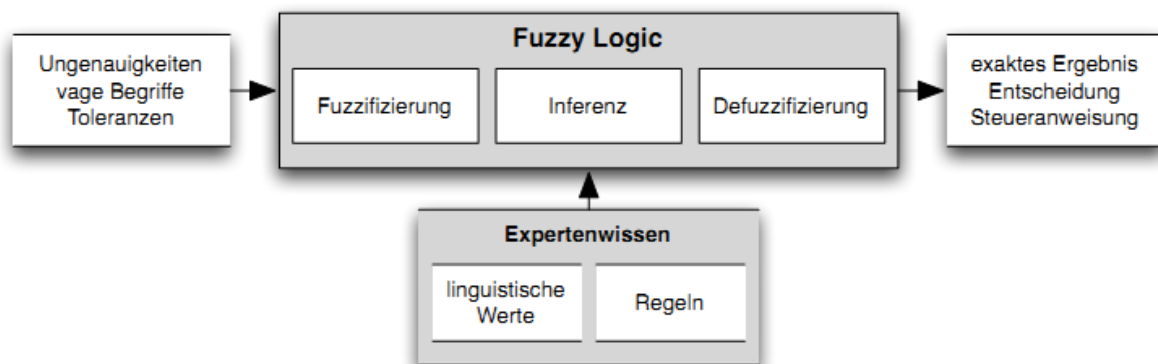 Fuzzy Logic
Ungenauigkeiten
vage Begriffe
Toleranzen
Fuzzifizierung
Inferenz
Defuzzifizierung
exaktes Ergebnis
Entscheidung
Steueranweisung
Expertenwissen
linguistische
Werte
Regeln